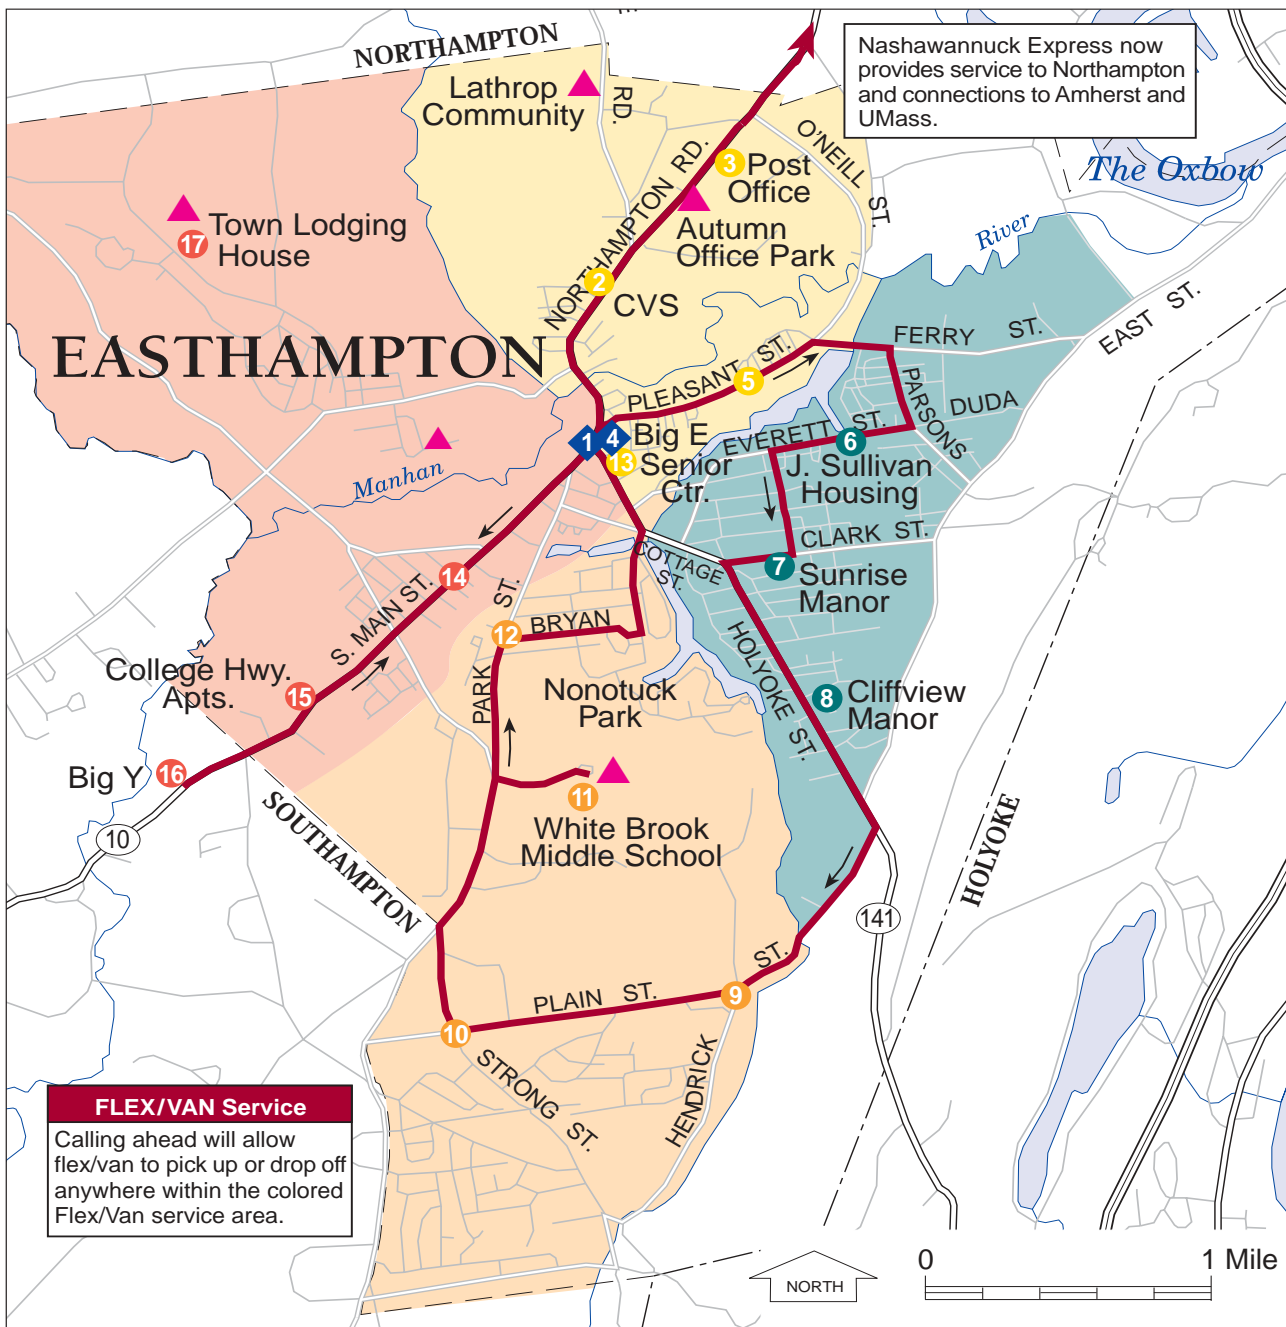 NORTHAMPTON
Nashawannuck Express now
provides service to Northampton
and connections to Amherst and
UMass.
Lathrop
Community
RD.
NORTHAMPTON RD.
O'NEILL ST.
3
Post
Office
The Oxbow
Town Lodging
House
17
Autumn
Office Park
River
2
CVS
EASTHAMPTON
FERRY ST.
EAST ST.
PLEASANT ST.
5
PARSONS
DUDA
1
4
Big E
13
Senior
Ctr.
EVERETT ST.
6
J. Sullivan
Housing
Manhan
CLARK ST.
COTTAGE
ST.
7
Sunrise
Manor
14
S. MAIN ST.
ST.
BRYAN
12
College Hwy.
Apts.
15
PARK
Nonotuck
Park
HOLYOKE ST.
8
Cliffview
Manor
Big Y
16
10
11
White Brook
Middle School
SOUTHAMPTON
HOLYOKE
141
PLAIN ST.
9
10
STRONG ST.
HENDRICK
FLEX/VAN Service
Calling ahead will allow
flex/van to pick up or drop off
anywhere within the colored
Flex/Van service area.
NORTH
0
1 Mile